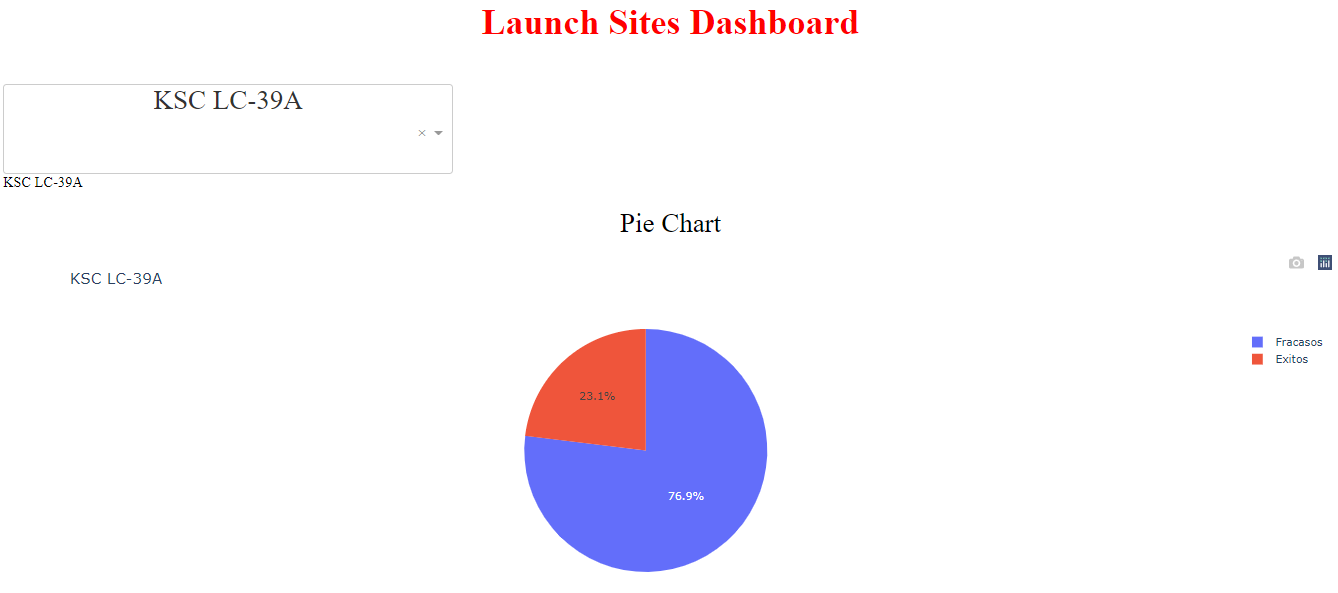 Launch Sites Dashboard
KSC LC-39A
KSC LC-39A
Pie Chart
KSC LC-39A
Fracasos
Exitos
23.1%
76.9%